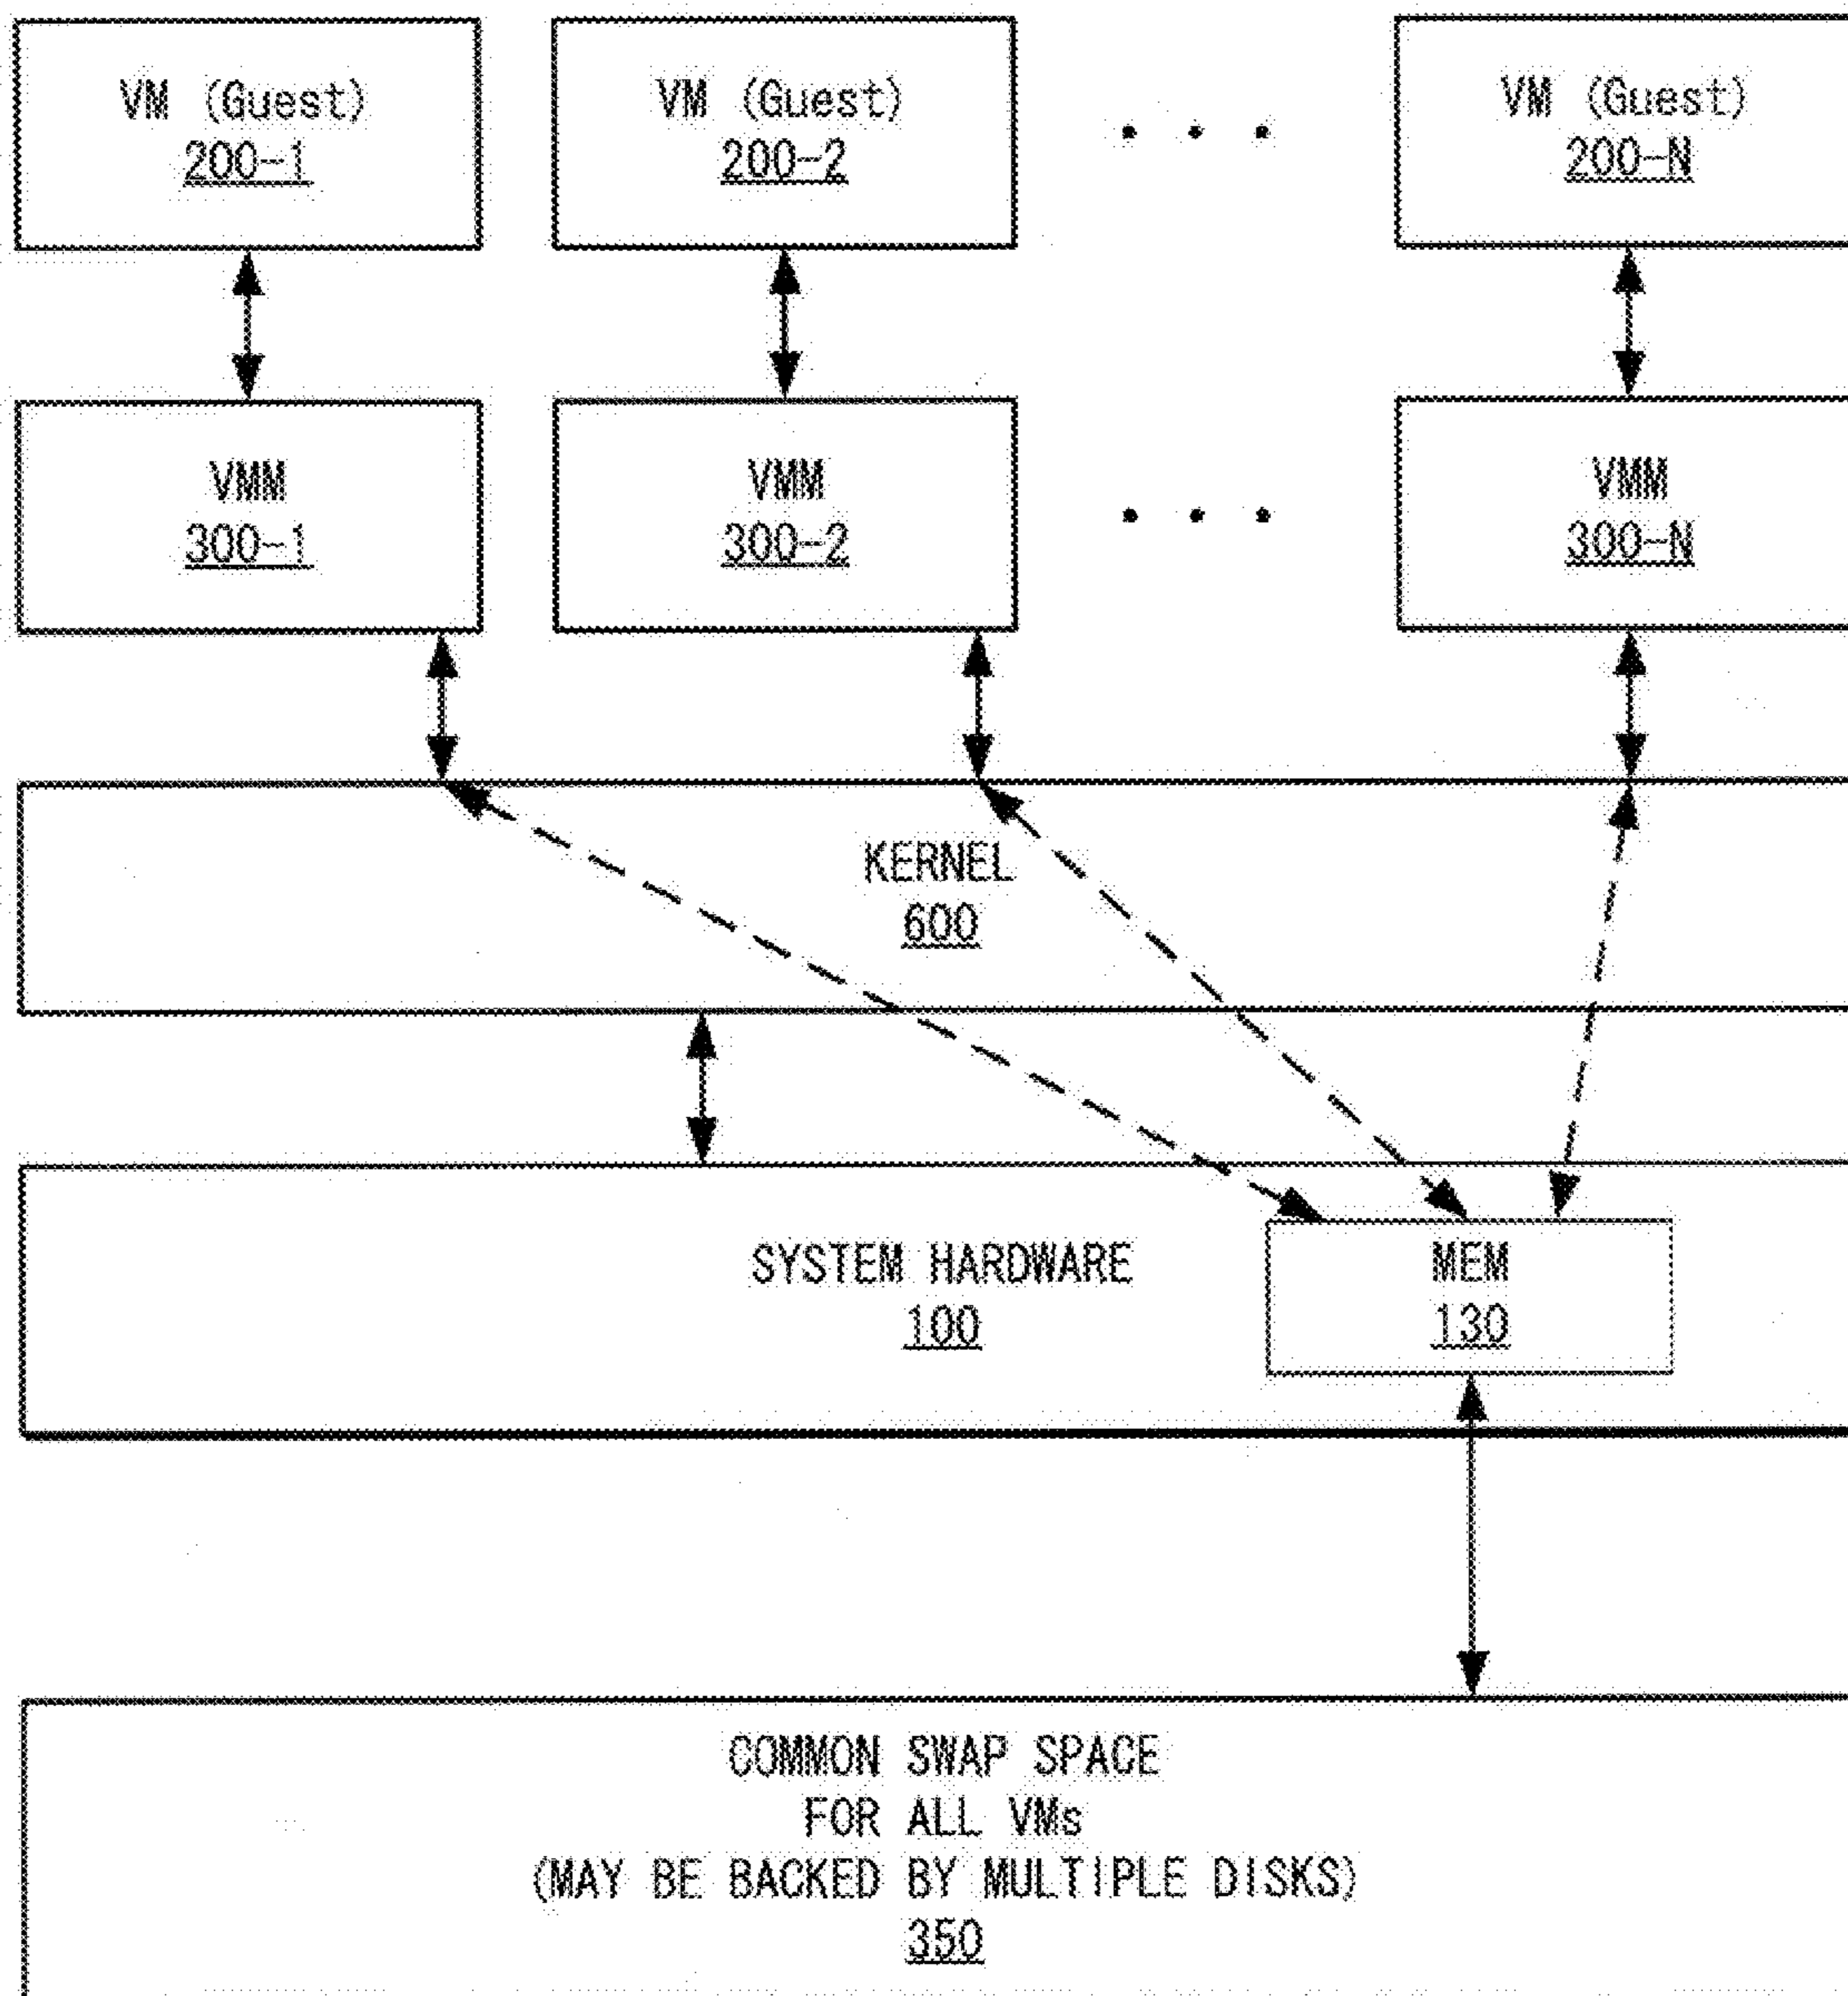 VM (Guest)
200-1
VM (Guest)
200-2
. . .
VM (Guest)
200-N
VMM
300-1
VMM
300-2
. . .
VMM
300-N
KERNEL
600
SYSTEM HARDWARE
100
MEM
130
COMMON SWAP SPACE
FOR ALL VMs
(MAY BE BACKED BY MULTIPLE DISKS)
350